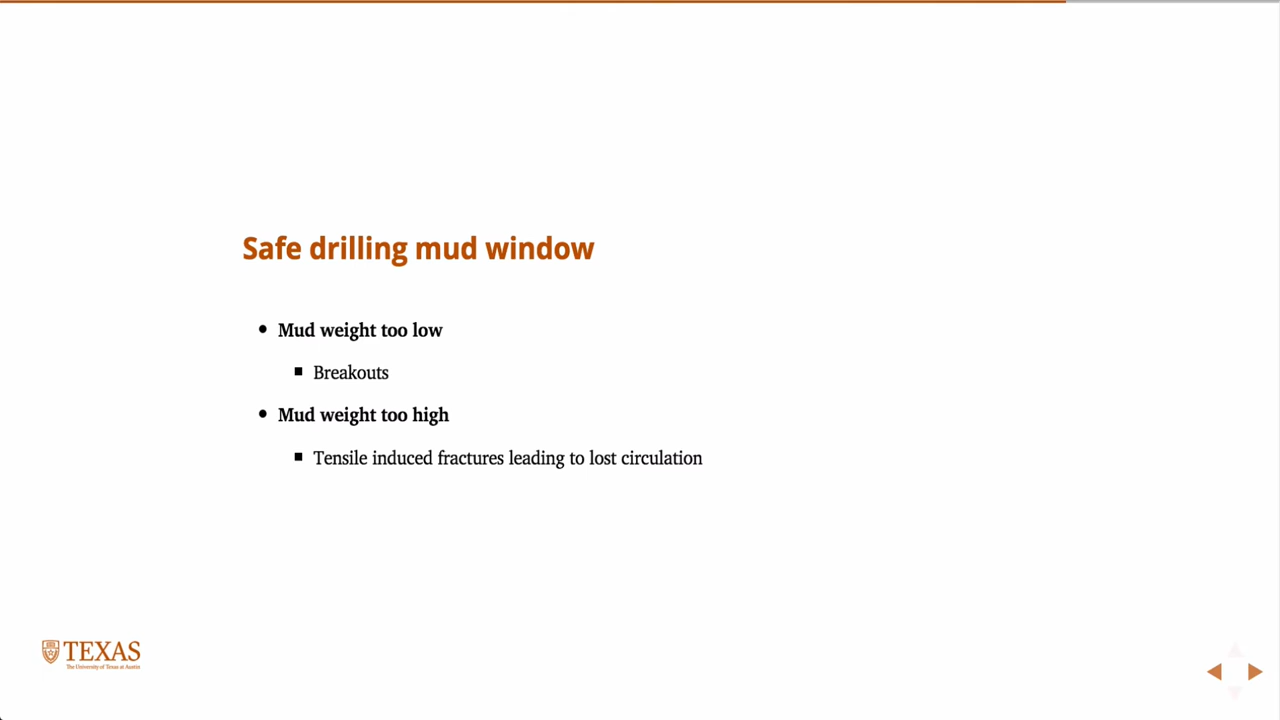 Safe drilling mud window
Mud weight too low
Breakouts
Mud weight too high
Tensile induced fractures leading to lost circulation
TEXAS
The University of Texas at Austin